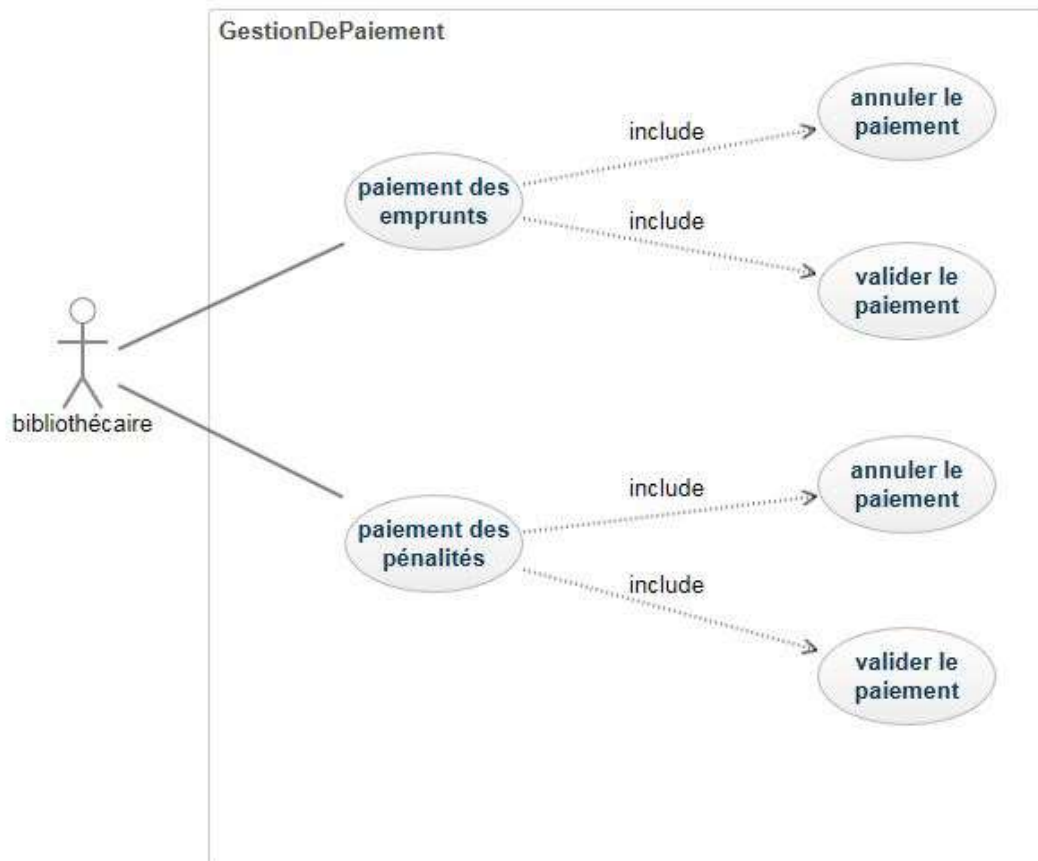 GestionDePaiement
annuler le
paiement
include
paiement des
emprunts
include
valider le
paiement
bibliothécaire
annuler le
paiement
include
paiement des
pénalités
include
valider le
paiement